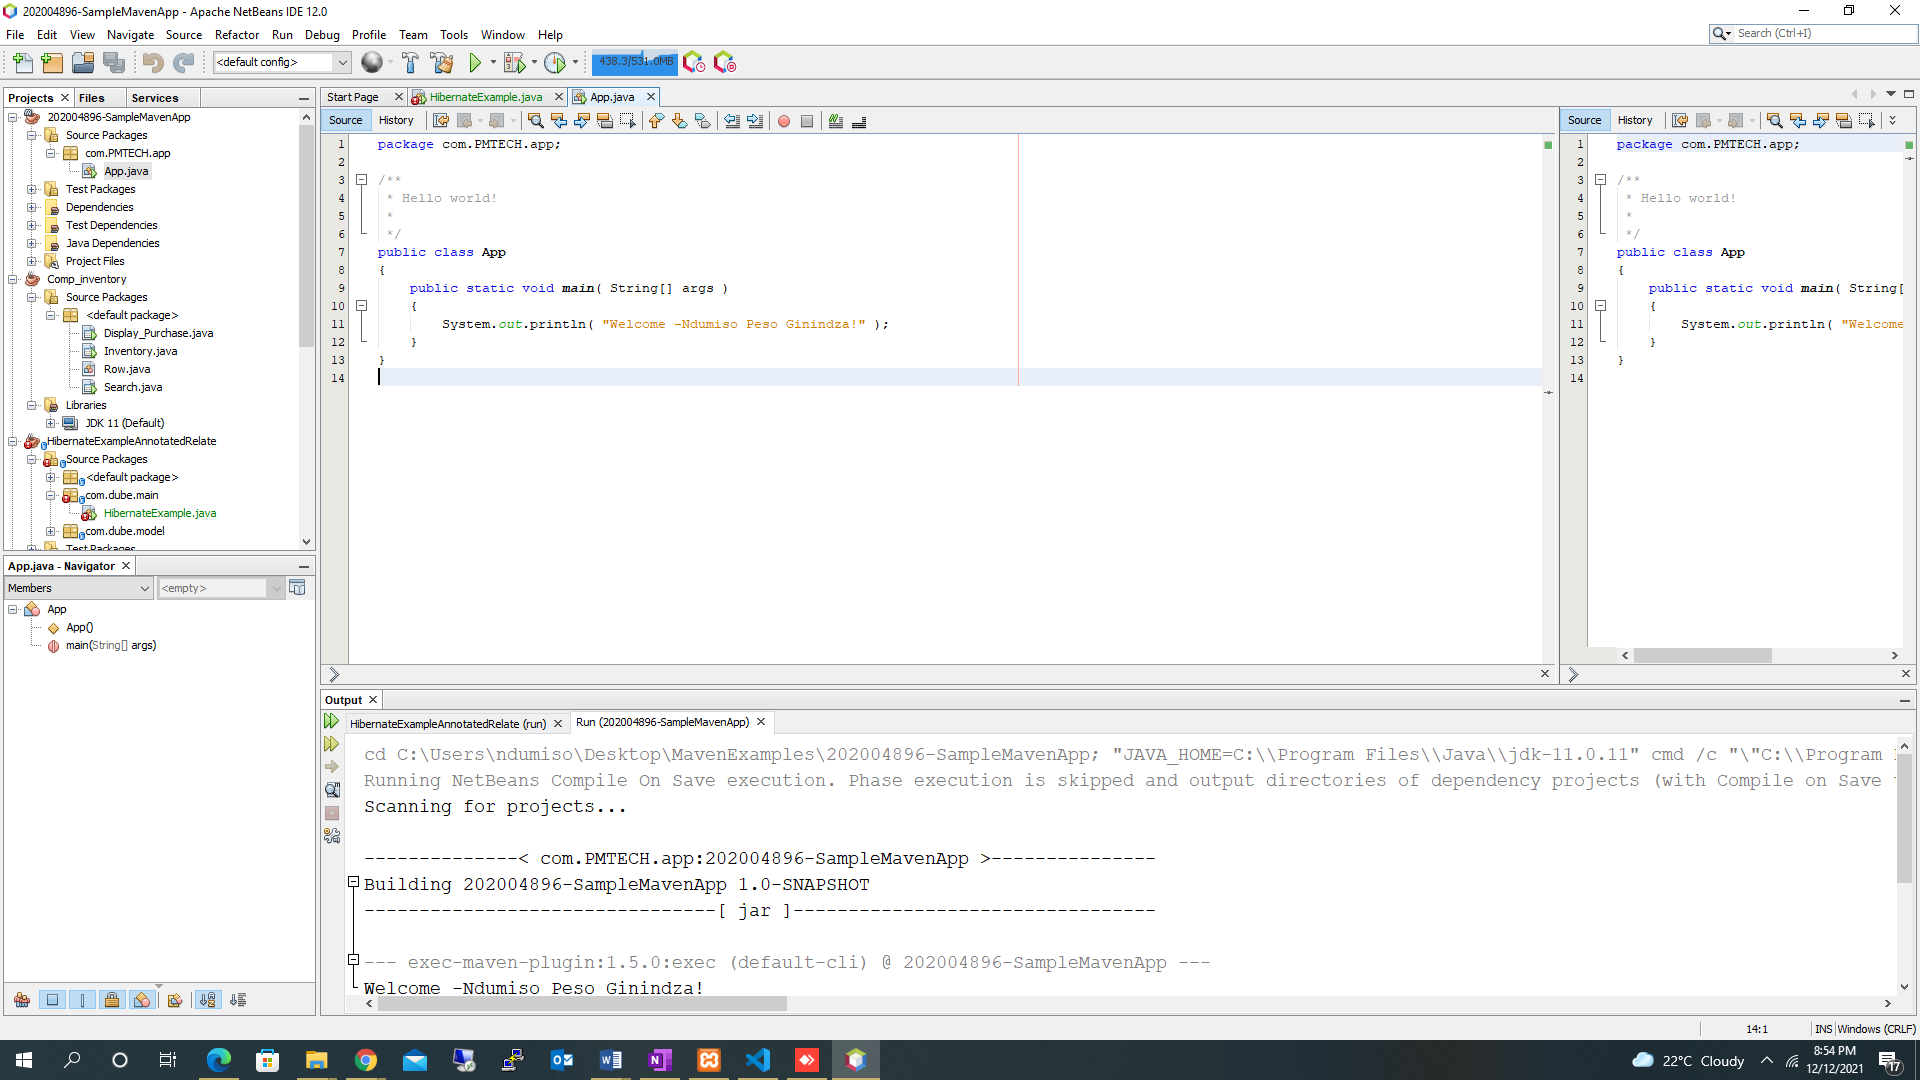 202004896-SampleMavenApp - Apache NetBeans IDE 12.0
File Edit View Navigate Source Refactor Run Debug Profile Team Tools Window Help
Search (Ctrl+I)
<default config>
438.3/531.0MB
Projects Files Services
202004896-SampleMavenApp
Source Packages
com.PMTECH.app
App.java
Test Packages
Dependencies
Test Dependencies
Java Dependencies
Project Files
Comp_inventory
Source Packages
<default package>
Display_Purchase.java
Inventory.java
Row.java
Search.java
Libraries
JDK 11 (Default)
HibernateExampleAnnotatedRelate
Source Packages
<default package>
com.dube.main
HibernateExample.java
com.dube.model
Test Packages
App.java - Navigator
Members <empty>
App
App()
main(String[] args)
Start Page HibernateExample.java App.java
Source History
1 package com.PMTECH.app;
2
3 /**
4 * Hello world!
5 *
6 */
7 public class App
8 {
9 public static void main( String[] args )
10 {
11 System.out.println( "Welcome -Ndumiso Peso Ginindza!" );
12 }
13 }
14
Source History
1 package com.PMTECH.app;
2
3 /**
4 * Hello world!
5 *
6 */
7 public class App
8 {
9 public static void main( String[
10 {
11 System.out.println( "Welcome
12 }
13 }
14
Output
HibernateExampleAnnotatedRelate (run) Run (202004896-SampleMavenApp)
cd C:\Users\ndumiso\Desktop\MavenExamples\202004896-SampleMavenApp; "JAVA_HOME=C:\\Program Files\\Java\\jdk-11.0.11" cmd /c "\"C:\\Program
Running NetBeans Compile On Save execution. Phase execution is skipped and output directories of dependency projects (with Compile on Save
Scanning for projects...
--------------< com.PMTECH.app:202004896-SampleMavenApp >---------------
Building 202004896-SampleMavenApp 1.0-SNAPSHOT
--------------------------------[ jar ]---------------------------------
--- exec-maven-plugin:1.5.0:exec (default-cli) @ 202004896-SampleMavenApp ---
Welcome -Ndumiso Peso Ginindza!
14:1 INS Windows (CRLF)
22°C Cloudy
8:54 PM
12/12/2021
17